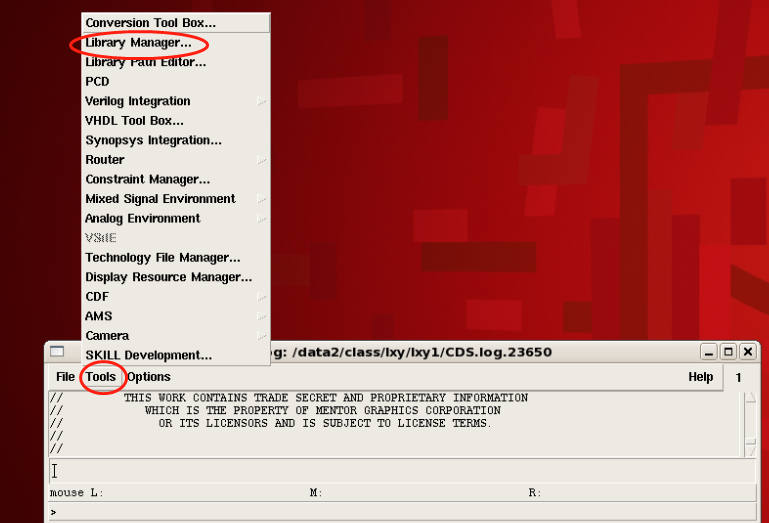 Conversion Tool Box...
Library Manager...
Library Path Editor...
PCD
Verilog Integration
VHDL Tool Box...
Synopsys Integration...
Router
Constraint Manager...
Mixed Signal Environment
Analog Environment
Technology File Manager...
Display Resource Manager...
CDF
AMS
Camera
SKILL Development...
og: /data2/class/lxy/lxy1/CDS.log.23650
File Tools Options Help 1
// THIS WORK CONTAINS TRADE SECRET AND PROPRIETARY INFORMATION
// WHICH IS THE PROPERTY OF MENTOR GRAPHICS CORPORATION
// OR ITS LICENSORS AND IS SUBJECT TO LICENSE TERMS.
//
//
mouse L: M: R:
>